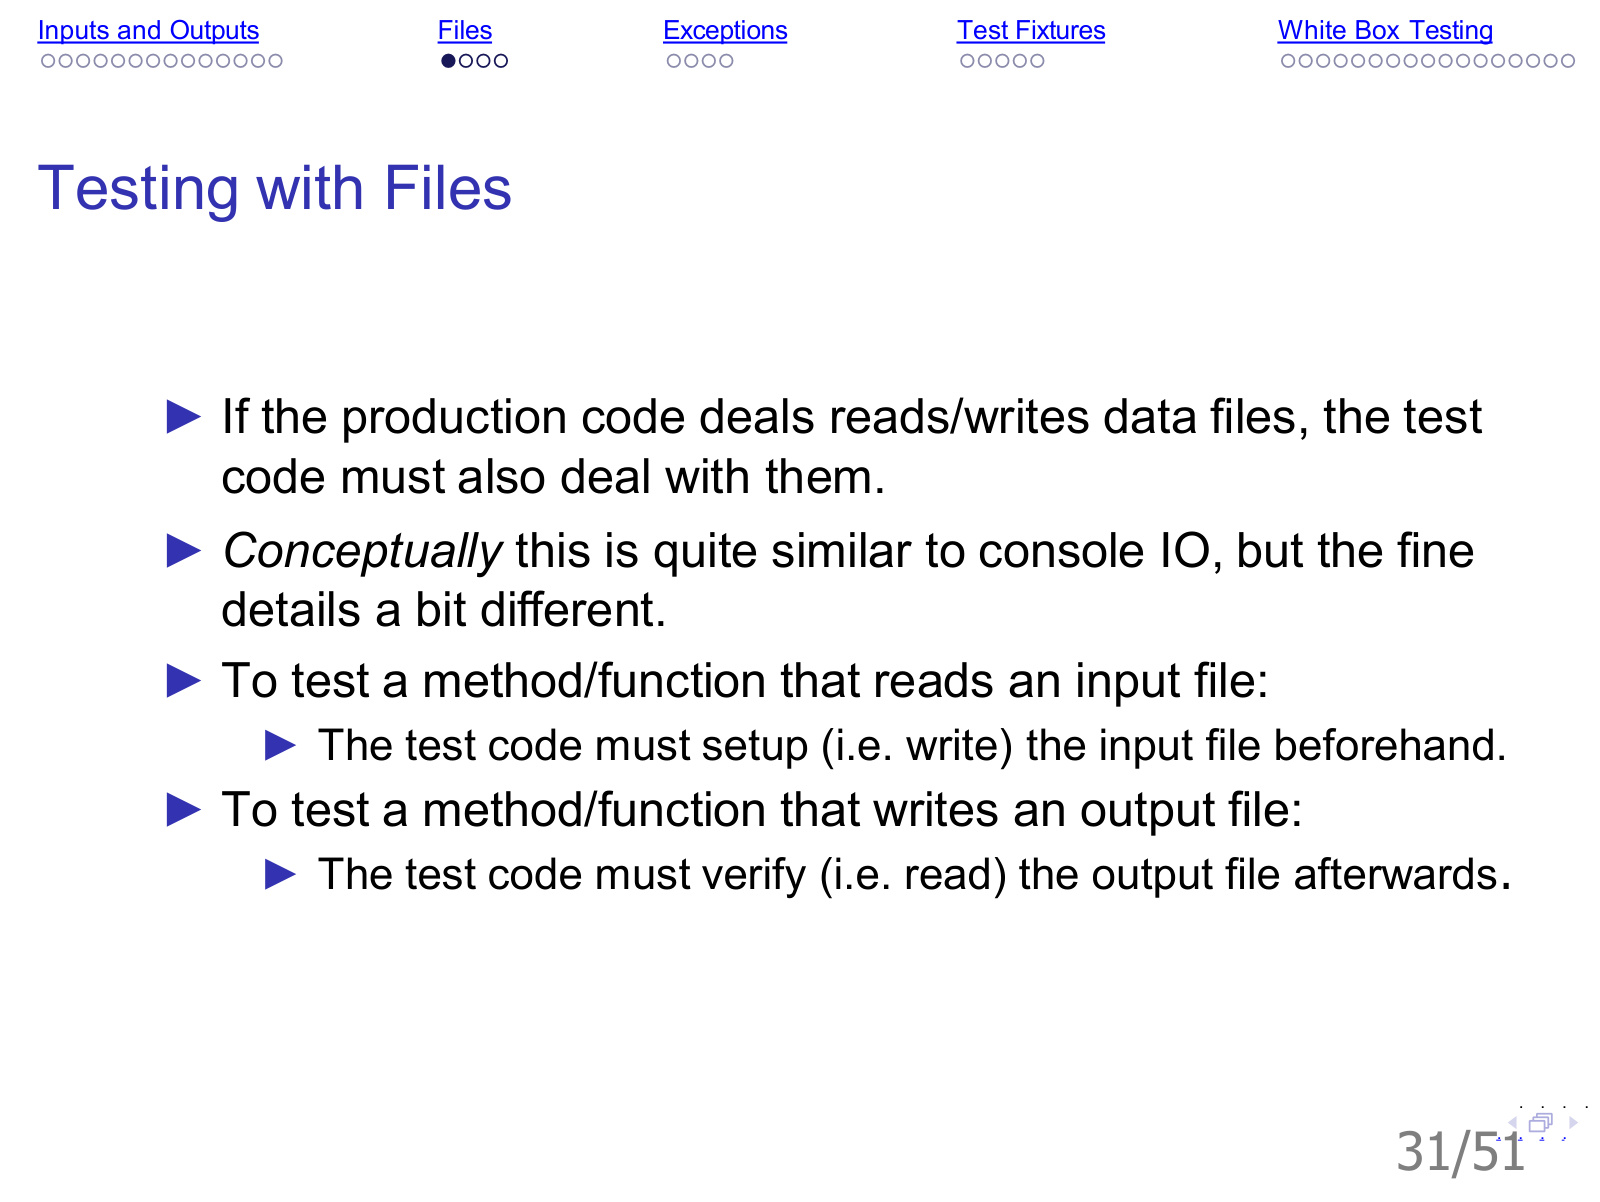 Inputs and Outputs Files Exceptions Test Fixtures White Box Testing
Testing with Files
If the production code deals reads/writes data files, the test
code must also deal with them.
Conceptually this is quite similar to console IO, but the fine
details a bit different.
To test a method/function that reads an input file:
The test code must setup (i.e. write) the input file beforehand.
To test a method/function that writes an output file:
The test code must verify (i.e. read) the output file afterwards.
31/51